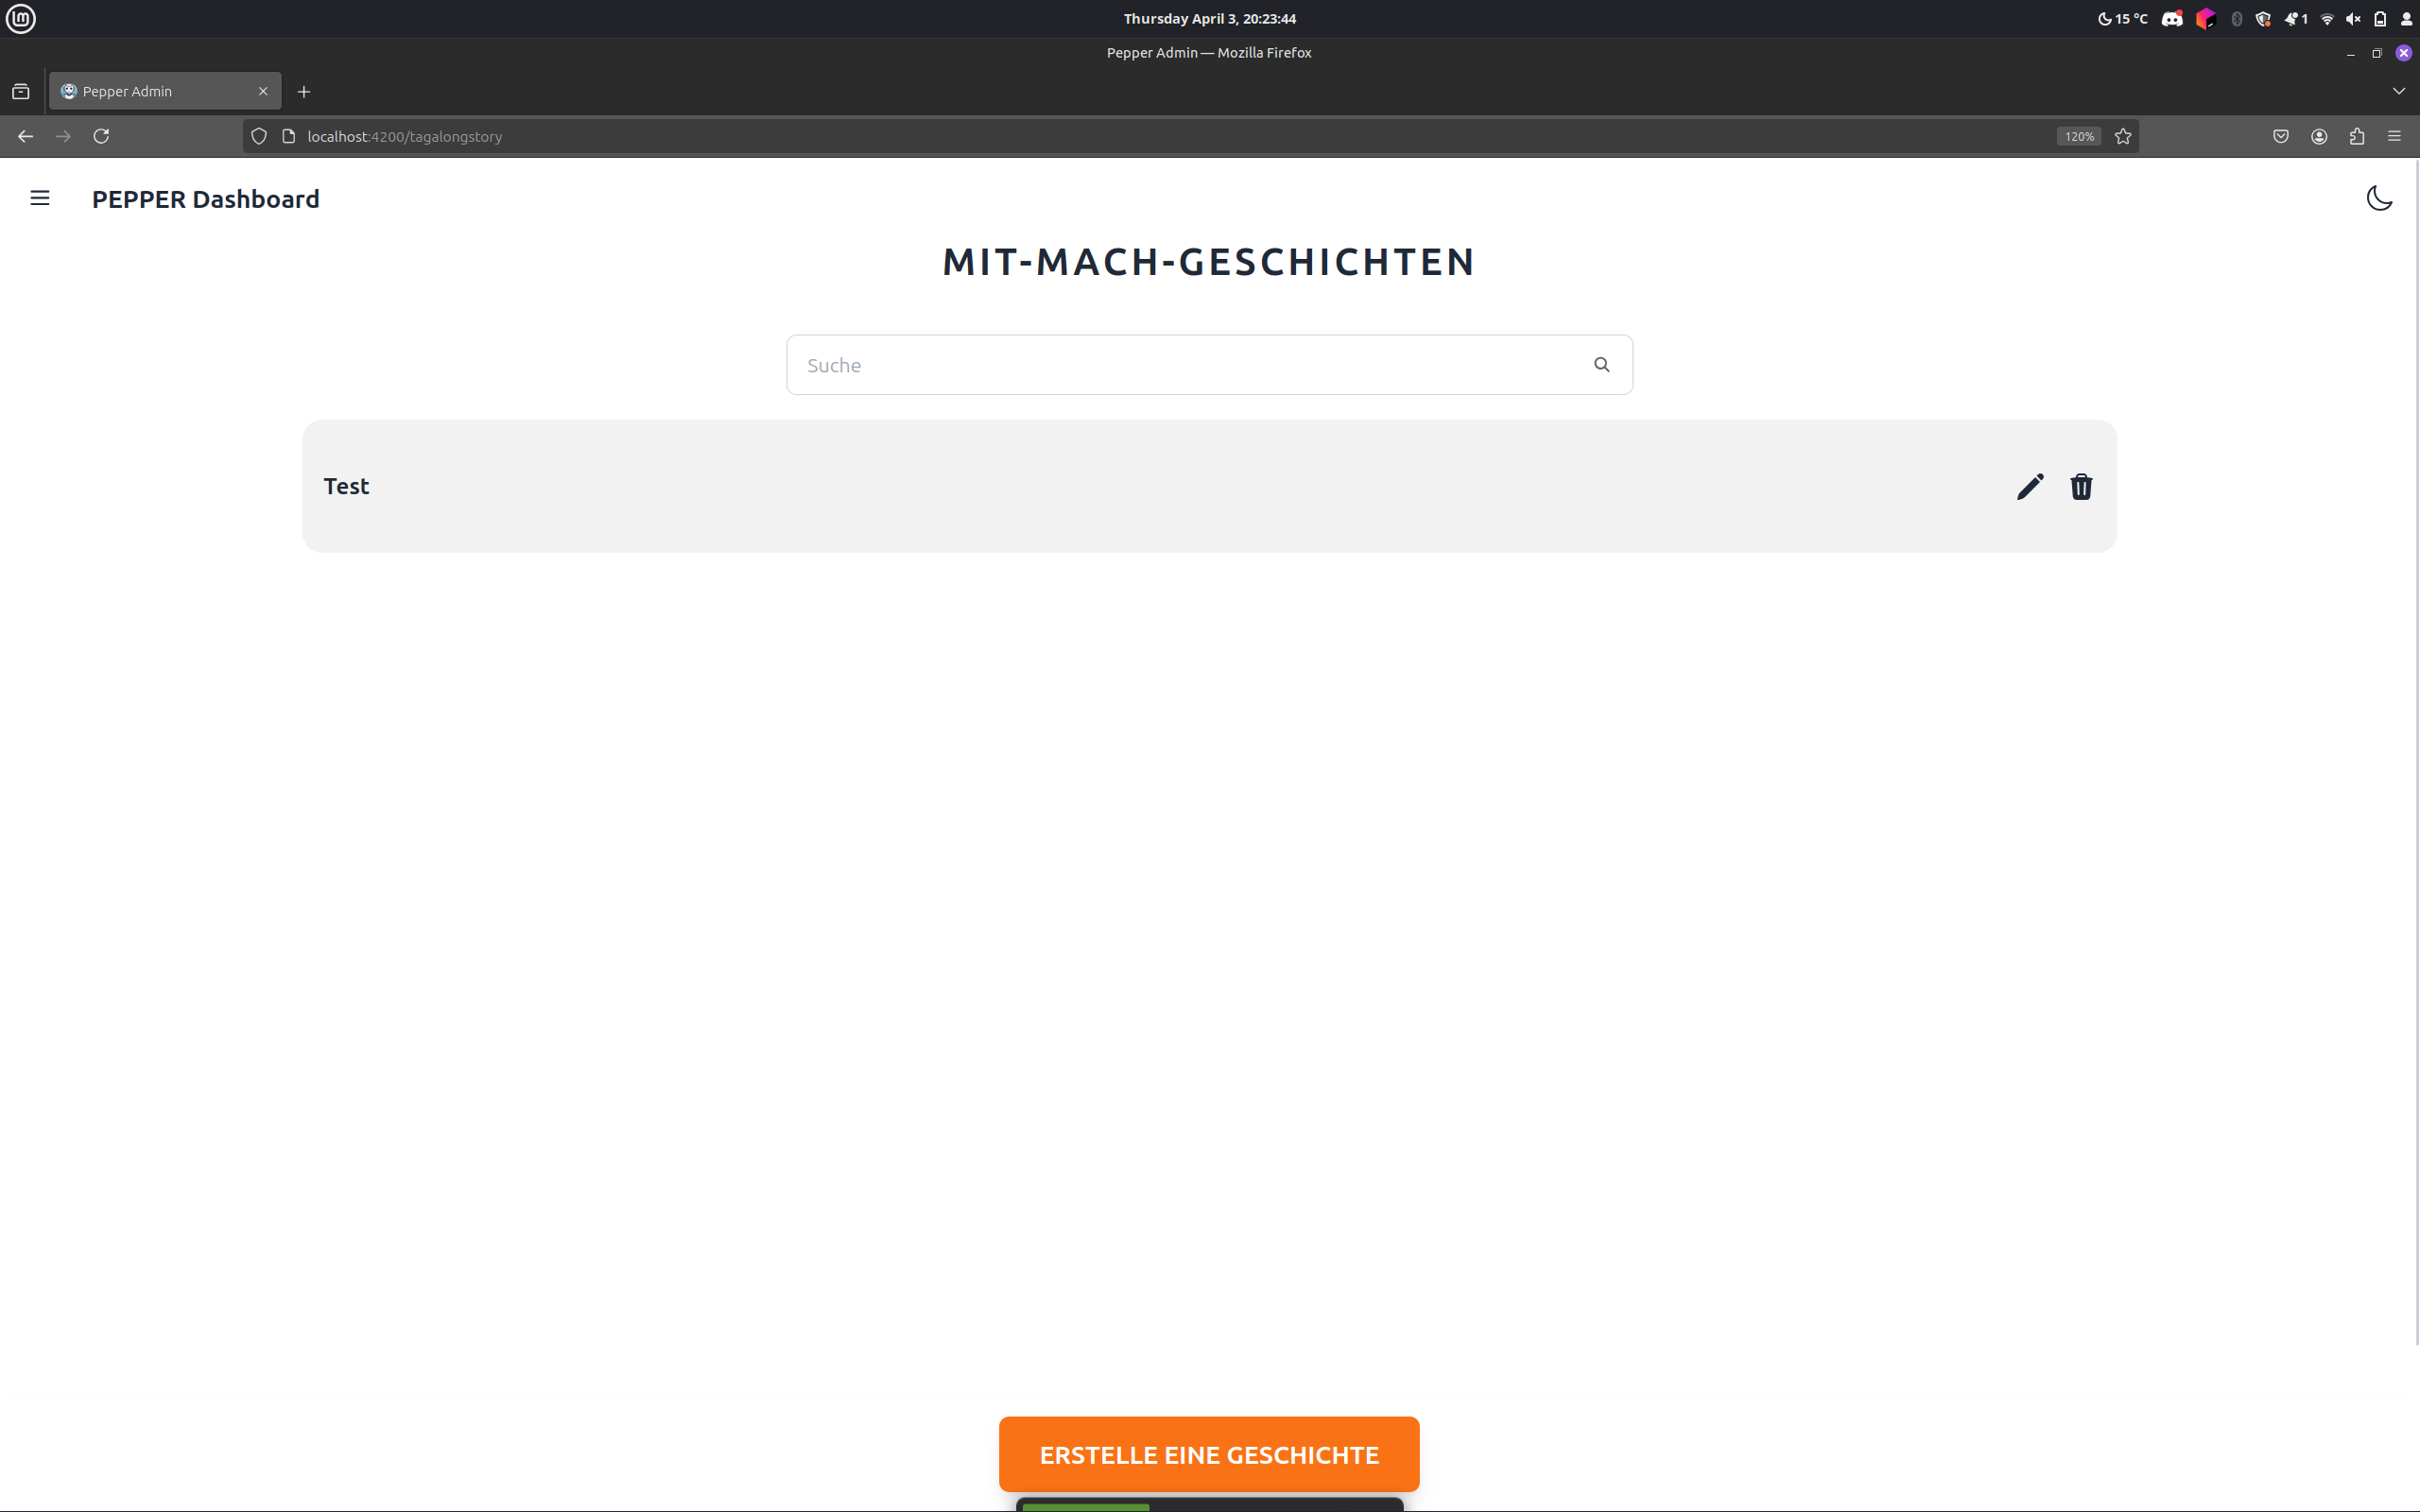 Thursday April 3, 20:23:44
15 °C
1
Pepper Admin — Mozilla Firefox
Pepper Admin
localhost:4200/tagalongstory
120%
PEPPER Dashboard
MIT-MACH-GESCHICHTEN
Suche
Test
ERSTELLE EINE GESCHICHTE